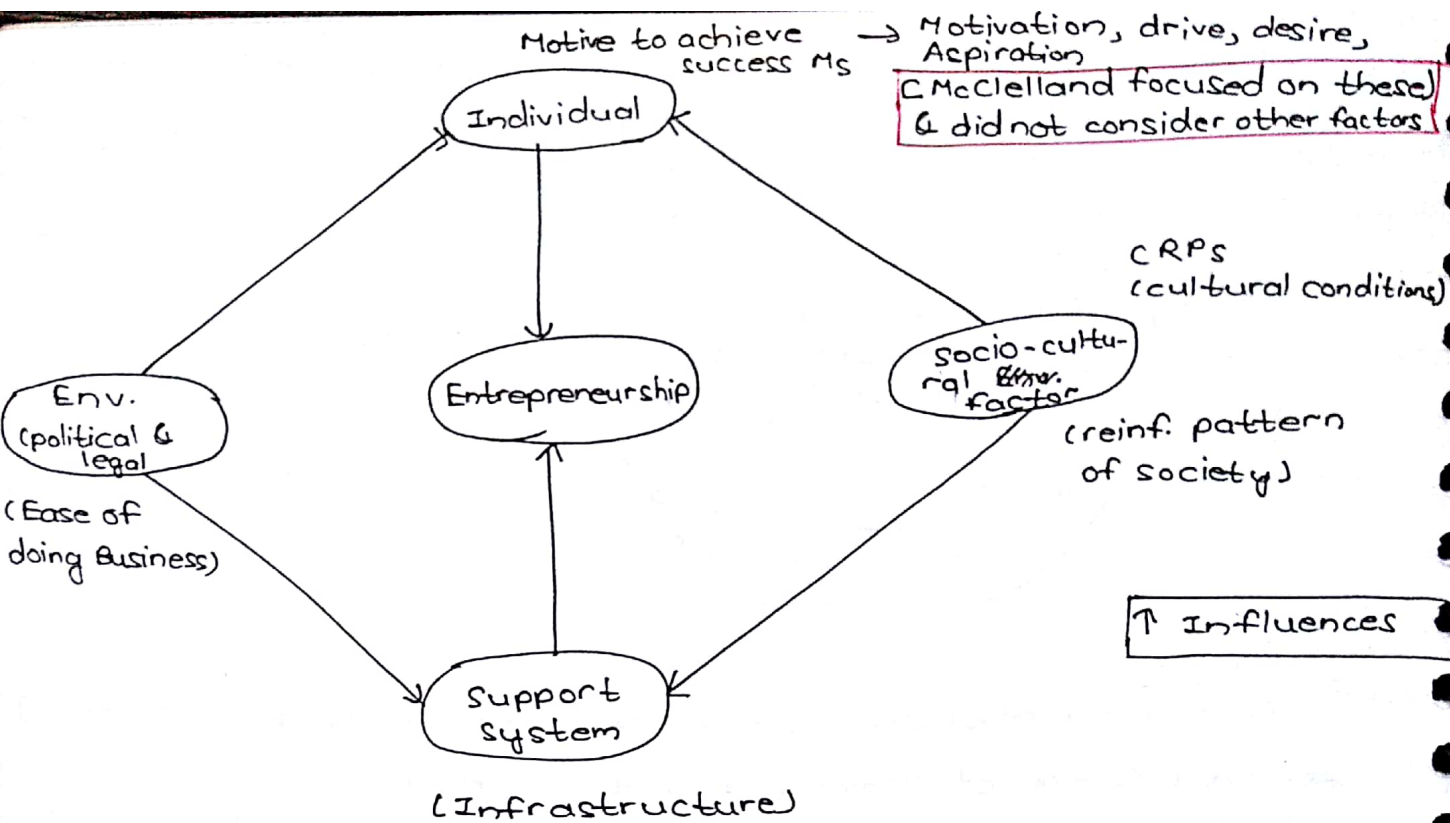 Motive to achieve
success Ms
→ Motivation, drive, desire,
Aspiration
(McClelland focused on these)
& did not consider other factors
Individual
CRPS
(cultural conditions)
Socio-cultu-
ral
factor
Entrepreneurship
Env.
(political &
legal
(reinf. pattern
of society)
(Ease of
doing Business)
↑ Influences
Support
System
(Infrastructure)